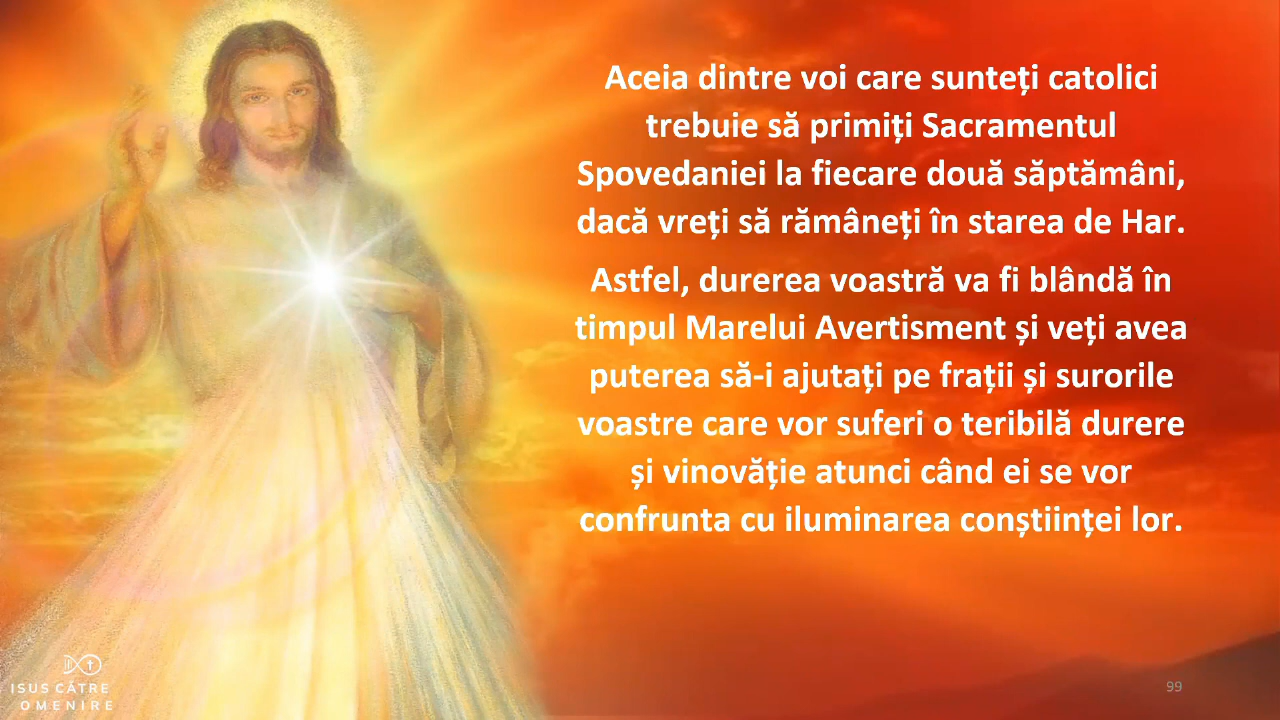 Aceia dintre voi care sunteți catolici
trebuie să primiți Sacramentul
Spovedaniei la fiecare două săptămâni,
dacă vreți să rămâneți în starea de Har.
Astfel, durerea voastră va fi blândă în
timpul Marelui Avertisment și veți avea
puterea să-i ajutați pe frații și surorile
voastre care vor suferi o teribilă durere
și vinovăție atunci când ei se vor
confrunta cu iluminarea conștiinței lor.
ISUS CĂTRE
OMENIRE
99